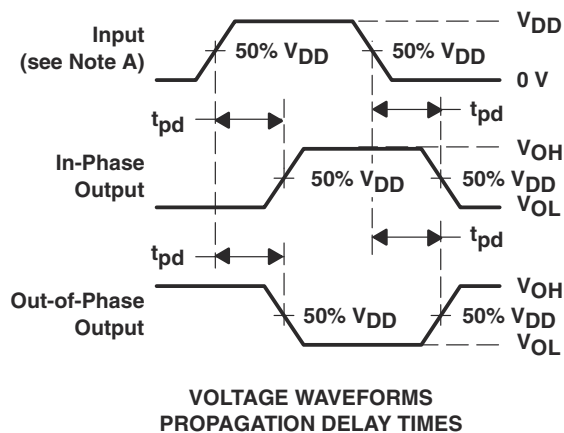 Input
(see Note A)
50% VDD
50% VDD
VDD
0 V
tpd
tpd
In-Phase
Output
50% VDD
VOH
50% VDD
VOL
tpd
tpd
Out-of-Phase
Output
50% VDD
VOH
50% VDD
VOL
VOLTAGE WAVEFORMS
PROPAGATION DELAY TIMES